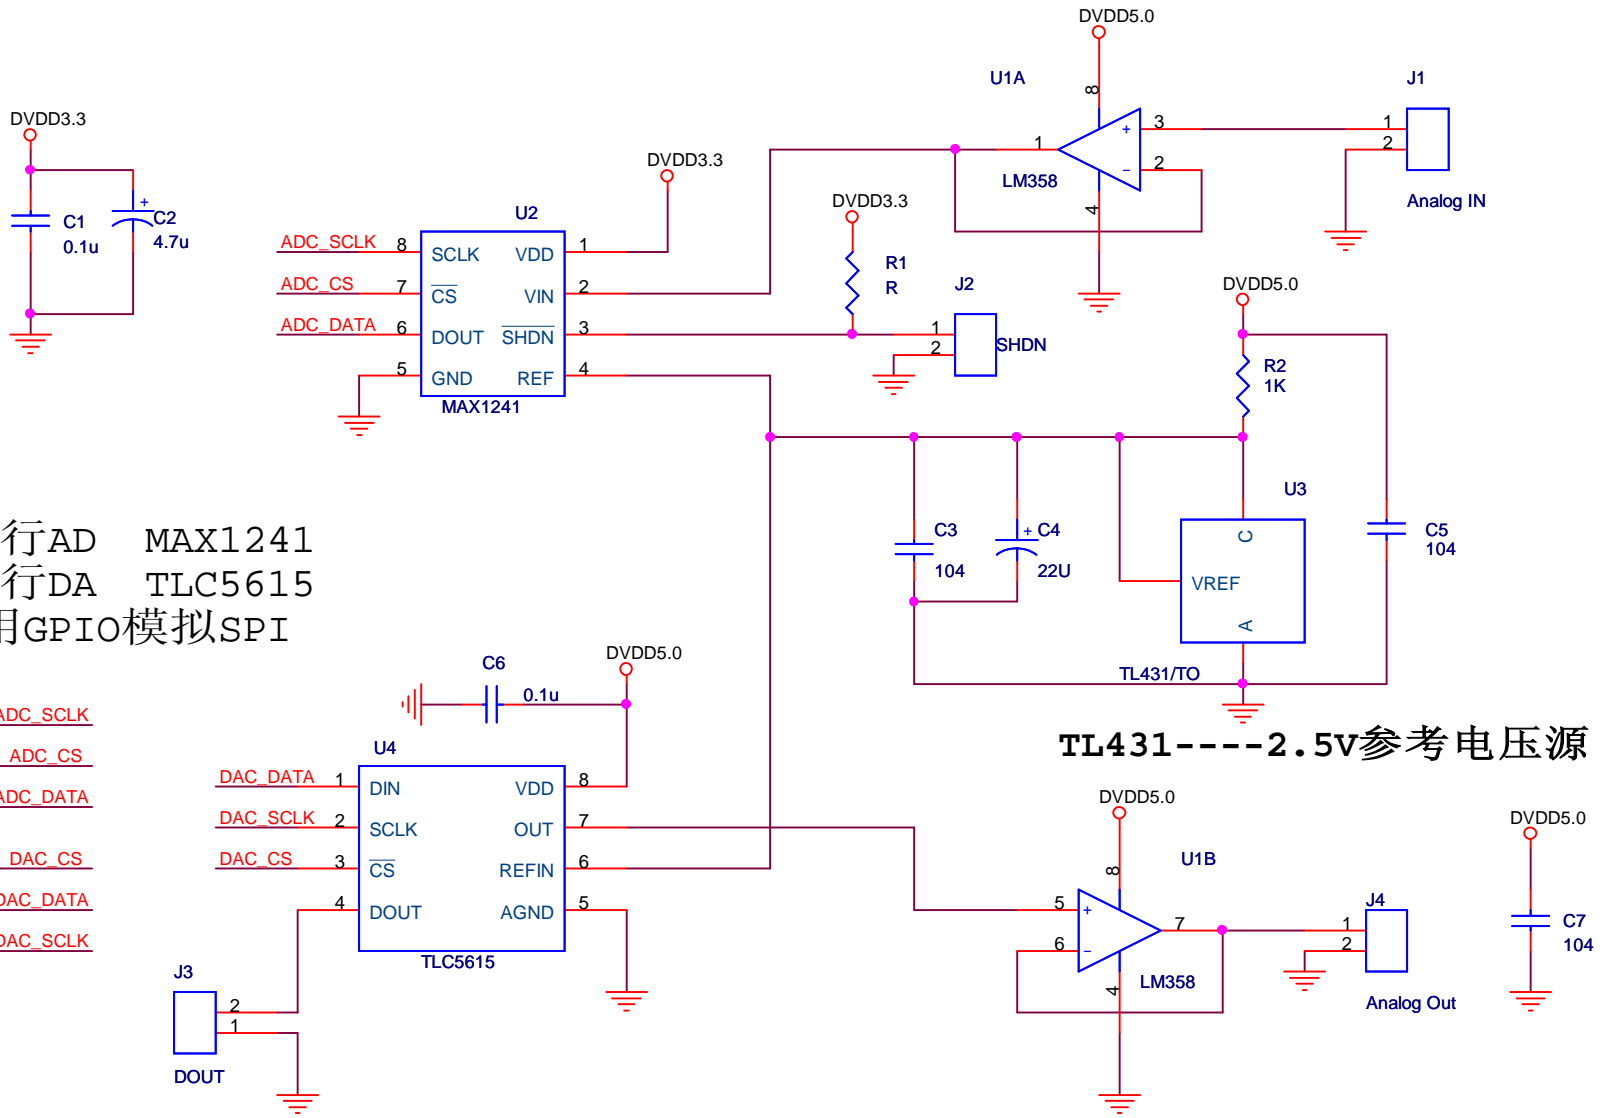 DVDD5.0
U1A
J1
8
DVDD3.3
1
+
3
1
2
-
2
DVDD3.3
LM358
4
Analog IN
DVDD3.3
+
C1
0.1u
C2
4.7u
U2
ADC_SCLK
8
SCLK
VDD
1
ADC_CS
7
CS
VIN
2
ADC_DATA
6
DOUT
SHDN
3
5
GND
REF
4
MAX1241
R1
R
J2
1
2
SHDN
DVDD5.0
R2
1K
U3
C3
104
+
C4
22U
C
VREF
A
TL431/TO
C5
104
行AD MAX1241
行DA TLC5615
用GPIO模拟SPI
C6
0.1u
DVDD5.0
TL431----2.5V参考电压源
ADC_SCLK
ADC_CS
ADC_DATA
DAC_CS
DAC_DATA
DAC_SCLK
U4
DAC_DATA
1
DIN
VDD
8
DAC_SCLK
2
SCLK
OUT
7
DAC_CS
3
CS
REFIN
6
4
DOUT
AGND
5
TLC5615
J3
2
1
DOUT
DVDD5.0
U1B
8
5
+
6
-
7
4
LM358
J4
1
2
Analog Out
DVDD5.0
C7
104